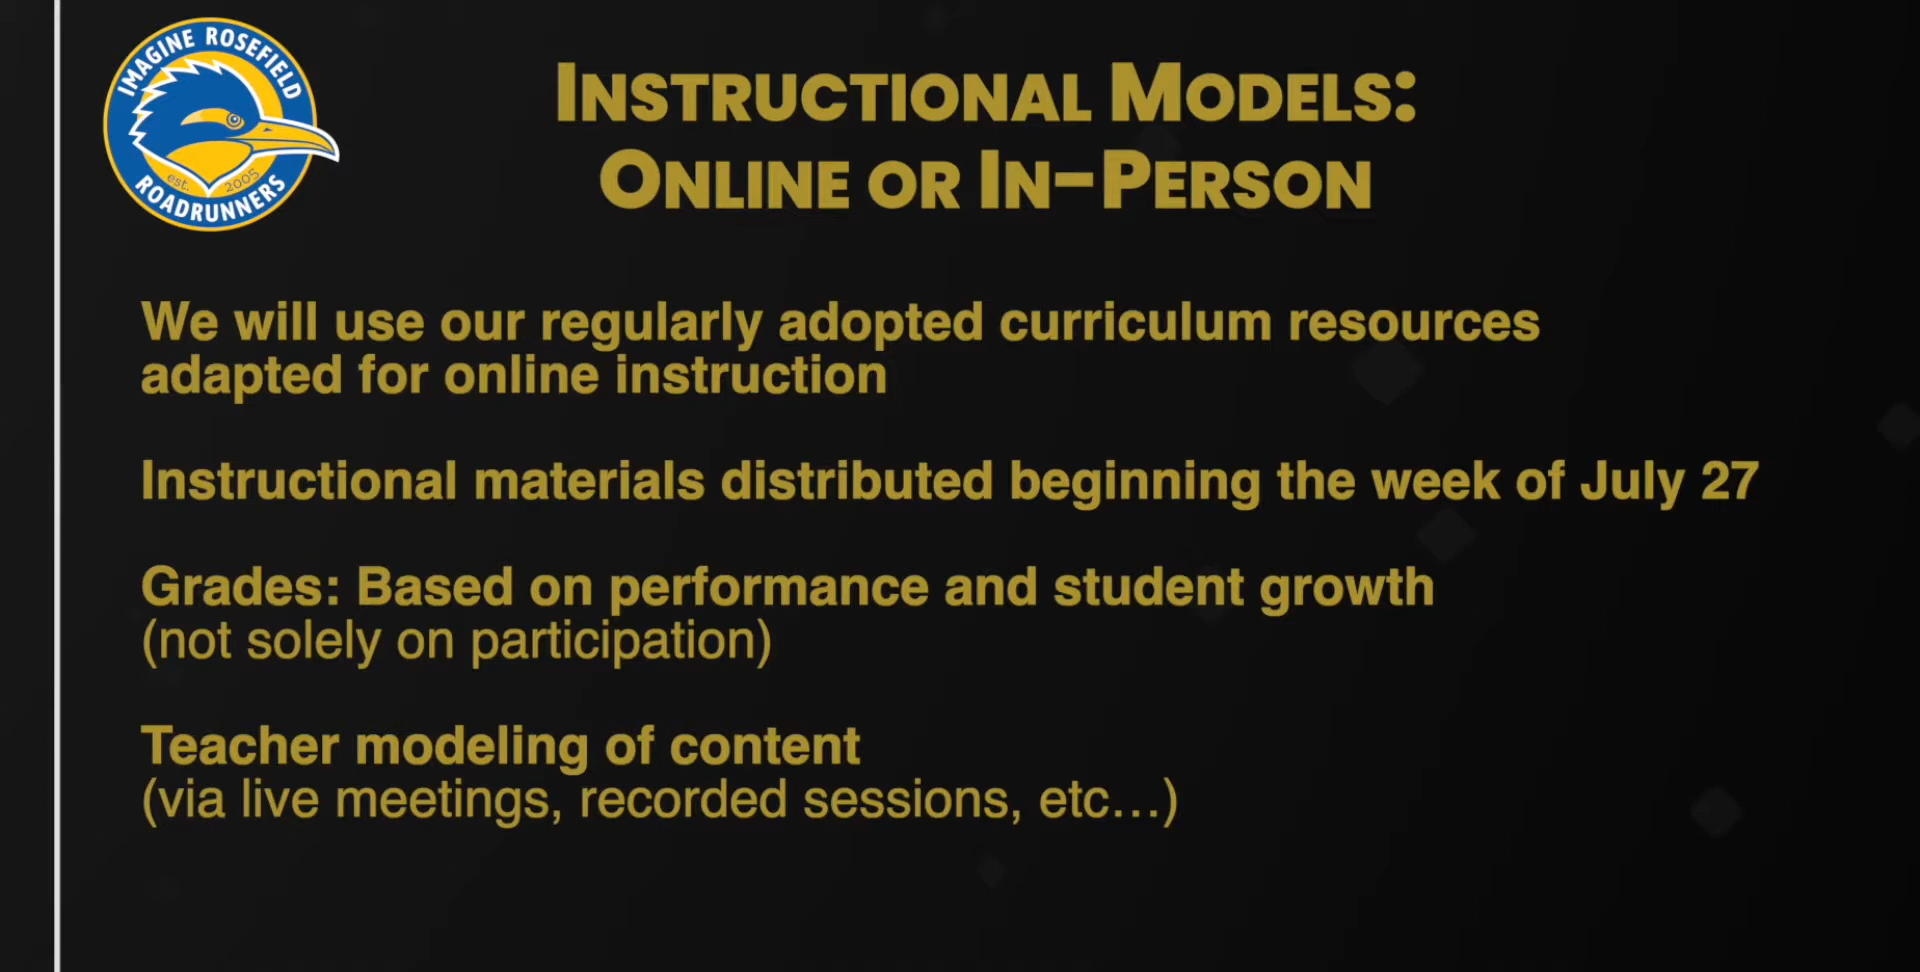 IMAGINE ROSEFIELD
est. 2005
ROADRUNNERS
INSTRUCTIONAL MODELS:
ONLINE OR IN-PERSON
We will use our regularly adopted curriculum resources
adapted for online instruction
Instructional materials distributed beginning the week of July 27
Grades: Based on performance and student growth
(not solely on participation)
Teacher modeling of content
(via live meetings, recorded sessions, etc...)